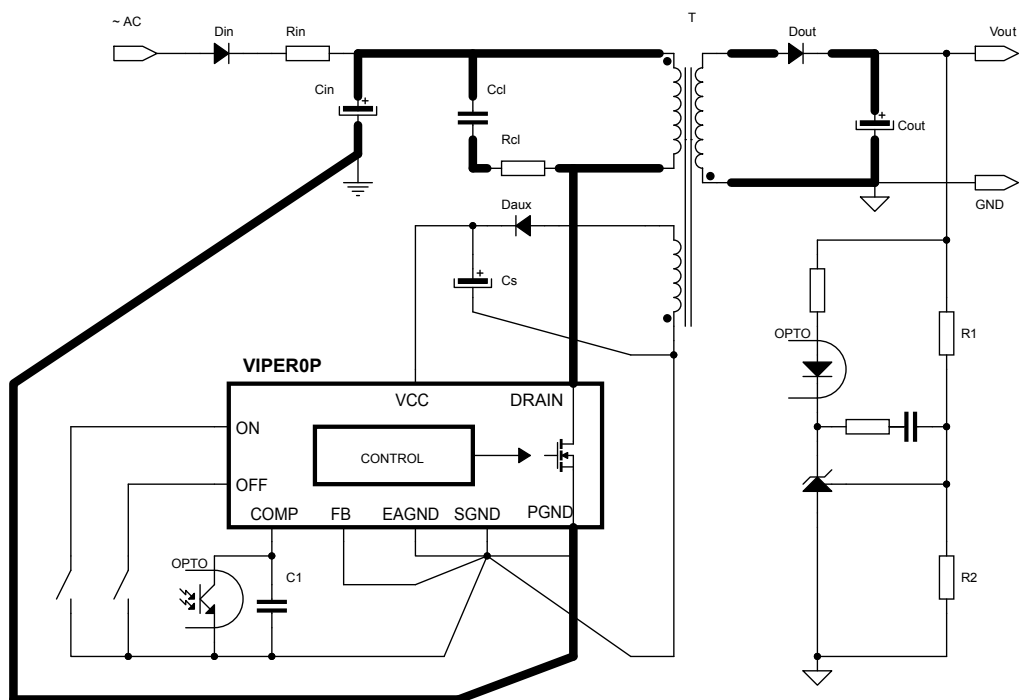 ~ AC
Din
Rin
T
Dout
Vout
Cin
+
Ccl
+
Cout
Rcl
GND
Daux
+
Cs
OPTO
R1
VIPER0P
VCC
DRAIN
ON
CONTROL
OFF
COMP
FB
EAGND
SGND
PGND
OPTO
C1
R2